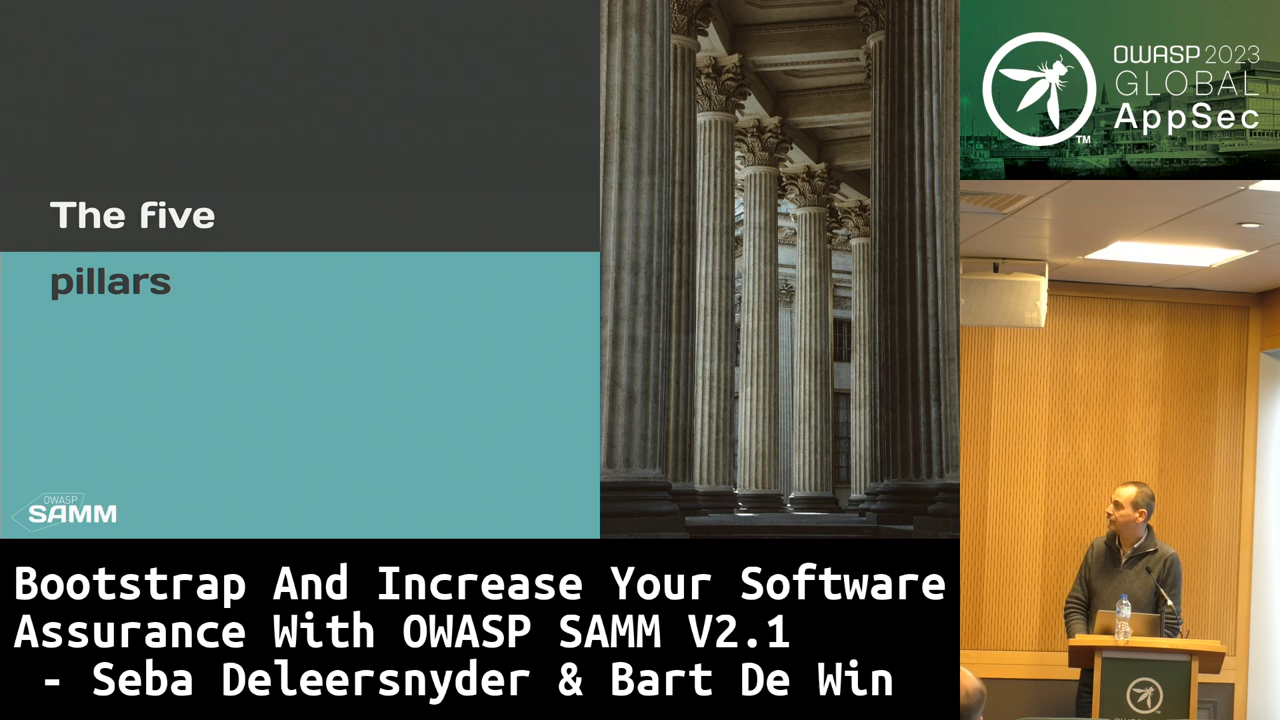 The five
pillars
OWASP
SAMM
OWASP 2023
GLOBAL
AppSec
TM
Bootstrap And Increase Your Software
Assurance With OWASP SAMM V2.1
- Seba Deleersnyder & Bart De Win